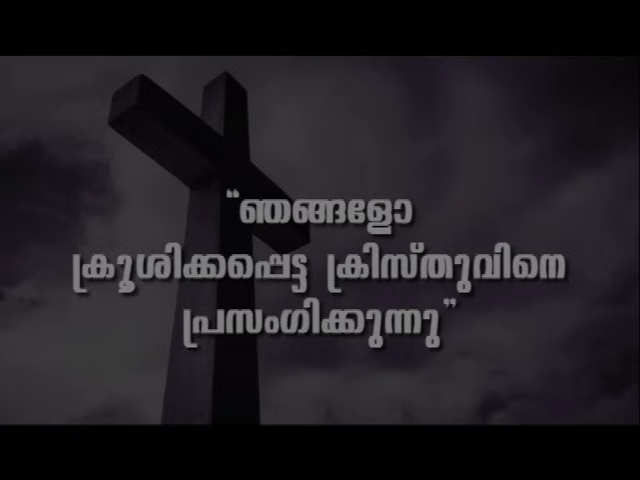 “ഞങ്ങളോ
ക്രൂശിക്കപ്പെട്ട ക്രിസ്തുവിനെ
പ്രസംഗിക്കുന്നു”